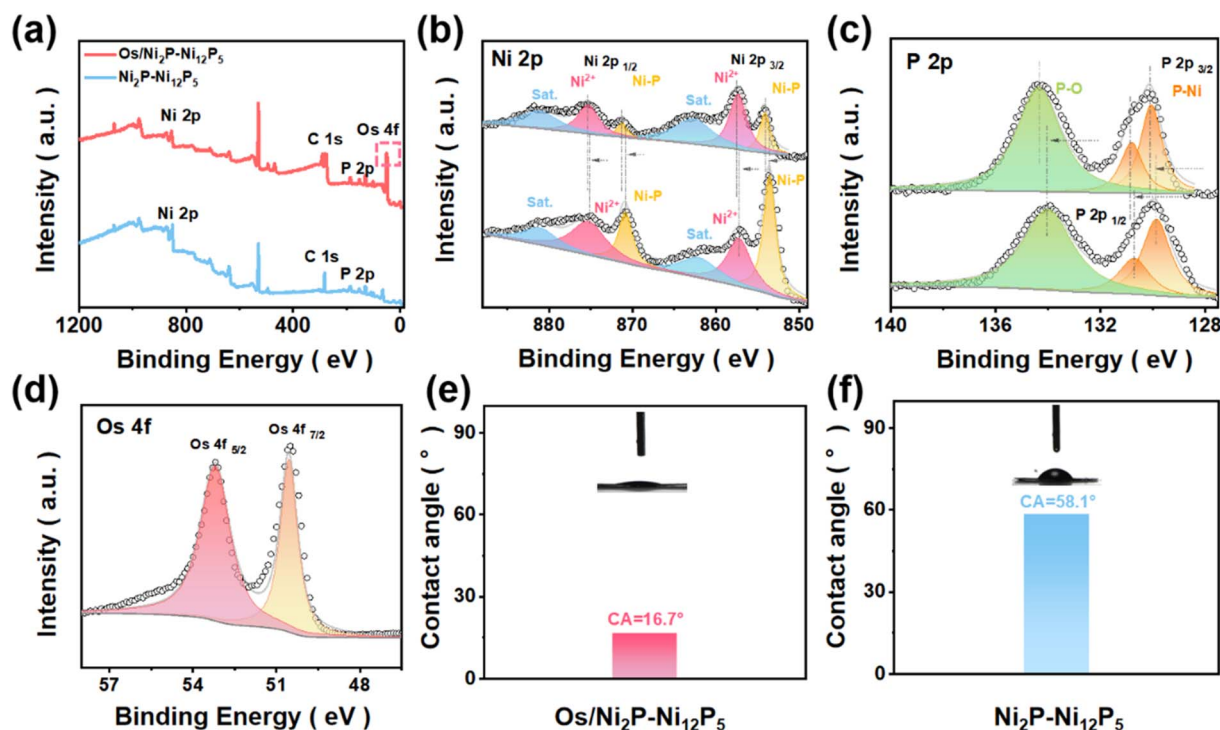 (a)
Os/Ni₂P-Ni₁₂P₅
Ni₂P-Ni₁₂P₅
Ni 2p
C 1s
Os 4f
P 2p
Ni 2p
C 1s
P 2p
Intensity ( a.u. )
1200 800 400 0
Binding Energy ( eV )
(b)
Ni 2p
Ni 2p 1/2
Ni 2p 3/2
Sat.
Ni²⁺
Ni-P
Sat.
Ni²⁺
Ni-P
Sat.
Ni²⁺
Ni-P
Sat.
Ni²⁺
Ni-P
Intensity ( a.u. )
880 870 860 850
Binding Energy ( eV )
(c)
P 2p
P 2p 3/2
P-O
P-Ni
P 2p 1/2
Intensity ( a.u. )
140 136 132 128
Binding Energy ( eV )
(d)
Os 4f
Os 4f 5/2
Os 4f 7/2
Intensity ( a.u. )
57 54 51 48
Binding Energy ( eV )
(e)
Contact angle ( ° )
90
60
30
0
CA=16.7°
Os/Ni₂P-Ni₁₂P₅
(f)
Contact angle ( ° )
90
60
30
0
CA=58.1°
Ni₂P-Ni₁₂P₅